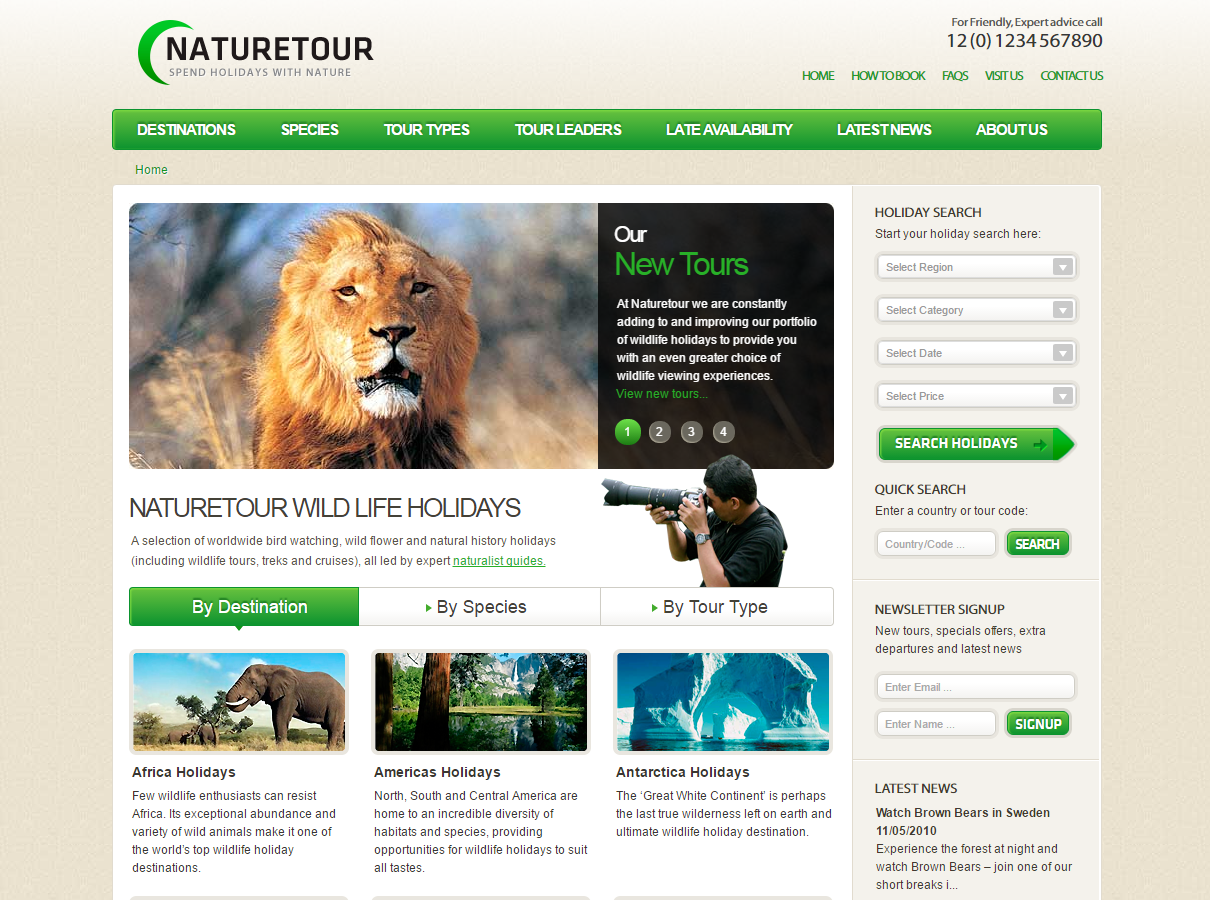 NATURETOUR
SPEND HOLIDAYS WITH NATURE
For Friendly, Expert advice call
12 (0) 1234 567890
HOME HOW TO BOOK FAQS VISIT US CONTACT US
DESTINATIONS SPECIES TOUR TYPES TOUR LEADERS LATE AVAILABILITY LATEST NEWS ABOUT US
Home
Our
New Tours
At Naturetour we are constantly
adding to and improving our portfolio
of wildlife holidays to provide you
with an even greater choice of
wildlife viewing experiences.
View new tours...
1 2 3 4
NATURETOUR WILD LIFE HOLIDAYS
A selection of worldwide bird watching, wild flower and natural history holidays
(including wildlife tours, treks and cruises), all led by expert naturalist guides.
By Destination By Species By Tour Type
Africa Holidays
Few wildlife enthusiasts can resist
Africa. Its exceptional abundance and
variety of wild animals make it one of
the world’s top wildlife holiday
destinations.
Americas Holidays
North, South and Central America are
home to an incredible diversity of
habitats and species, providing
opportunities for wildlife holidays to suit
all tastes.
Antarctica Holidays
The ‘Great White Continent’ is perhaps
the last true wilderness left on earth and
ultimate wildlife holiday destination.
HOLIDAY SEARCH
Start your holiday search here:
Select Region
Select Category
Select Date
Select Price
SEARCH HOLIDAYS
QUICK SEARCH
Enter a country or tour code:
Country/Code ... SEARCH
NEWSLETTER SIGNUP
New tours, specials offers, extra
departures and latest news
Enter Email ...
Enter Name ... SIGNUP
LATEST NEWS
Watch Brown Bears in Sweden
11/05/2010
Experience the forest at night and
watch Brown Bears – join one of our
short breaks i...